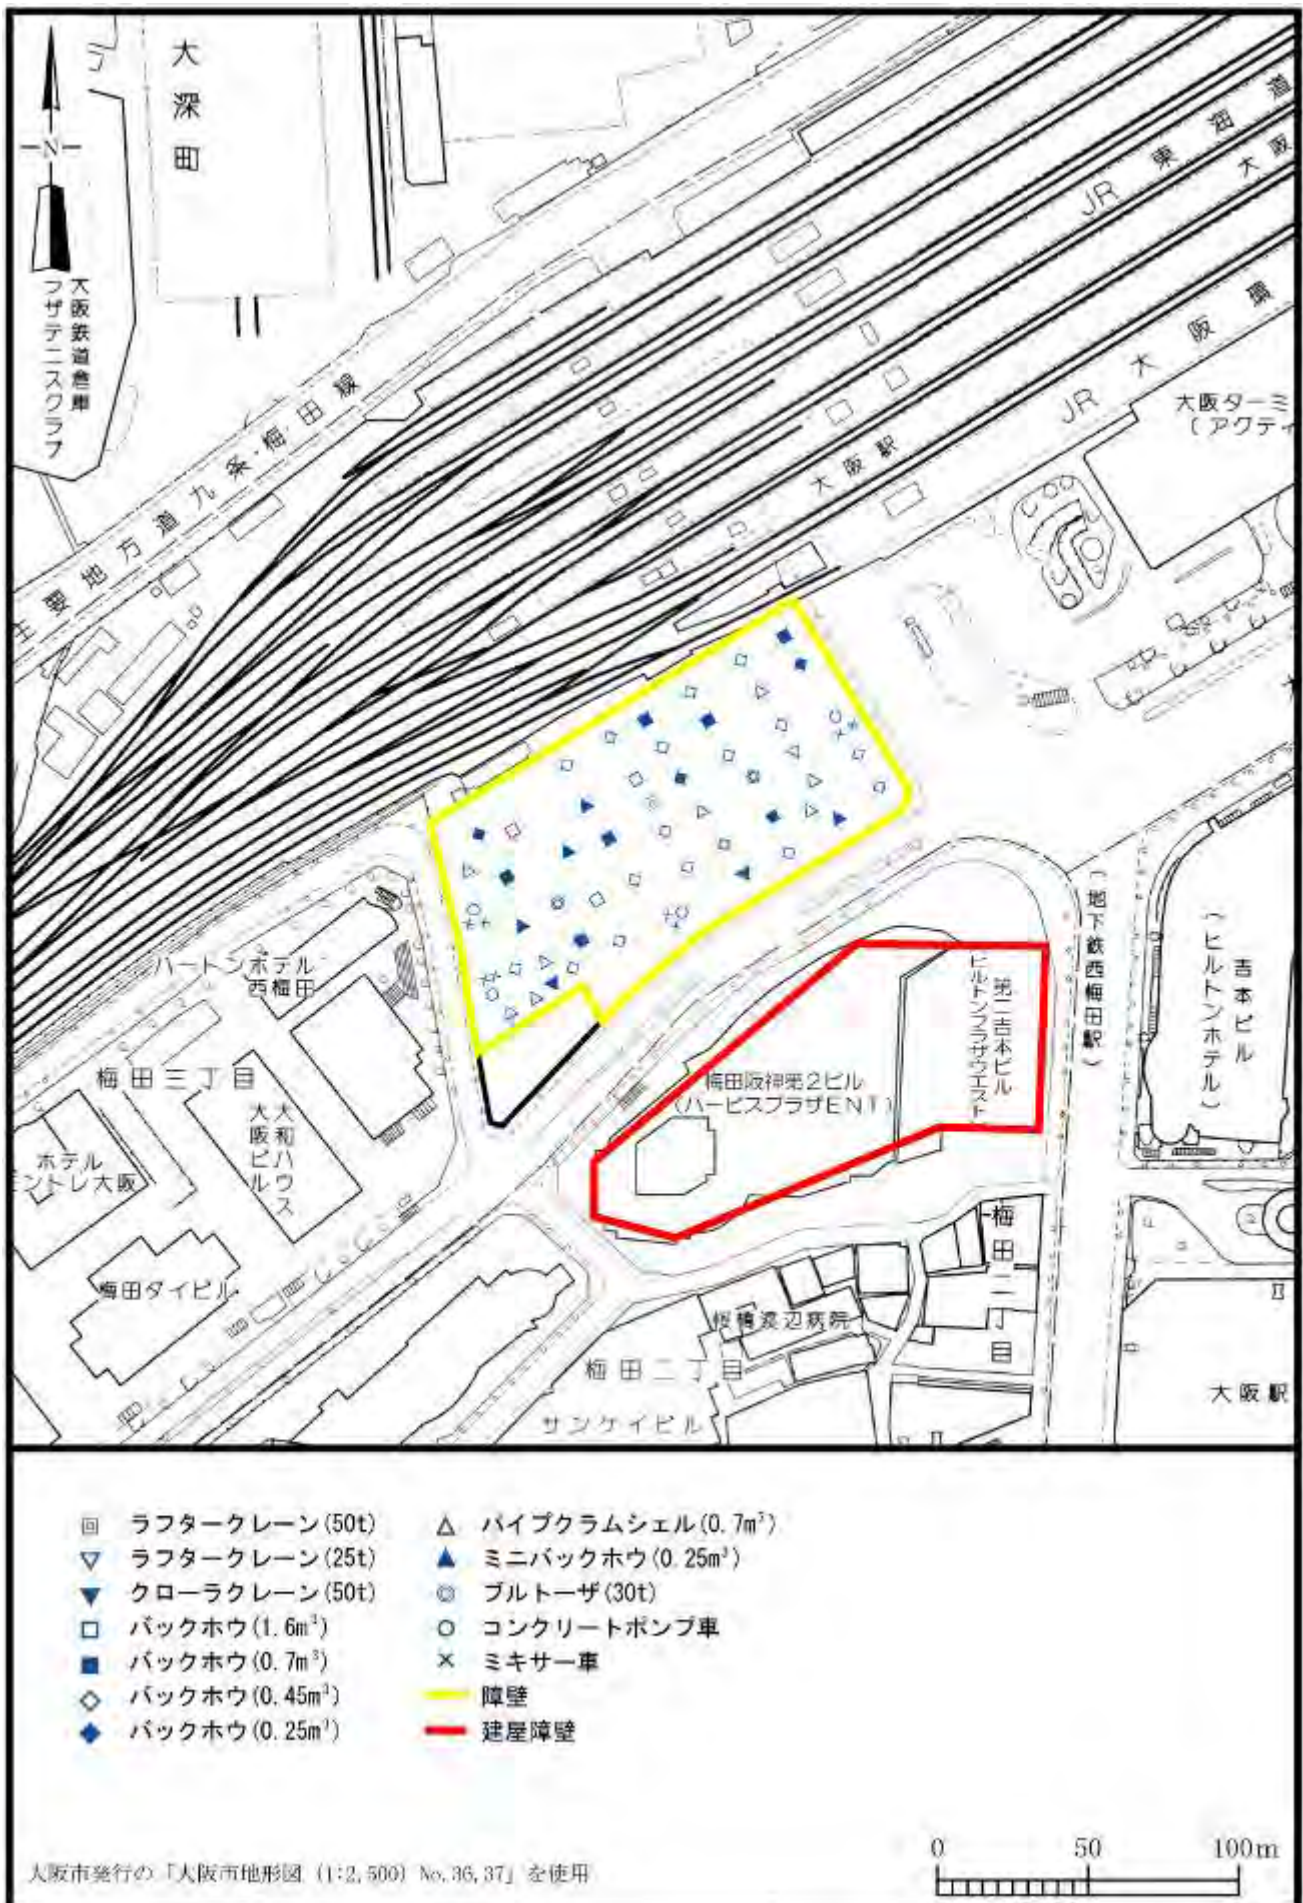 大深町
N
大阪鉄道倉庫
フザテニスクラブ
主要地方道九条・梅田線
JR東海道
大阪
JR大阪環
大阪駅
大阪ターミ
(アクティ
(地下鉄西梅田駅)
吉本ビル
(ヒルトンホテル)
第二吉本ビル
ヒルトンプラザウエスト
梅田阪神第2ビル
(ハービスプラザENT)
ハートンホテル
西梅田
梅田三丁目
大和ハウス
大阪ビル
ホテル
モントレ大阪
梅田ダイビル
梅田二丁目
桜橋渡辺病院
梅田二丁目
サンケイビル
大阪駅
ラフタークレーン(50t)
ラフタークレーン(25t)
クローラクレーン(50t)
バックホウ(1.6m³)
バックホウ(0.7m³)
バックホウ(0.45m³)
バックホウ(0.25m³)
パイプクラムシェル(0.7m³)
ミニバックホウ(0.25m³)
ブルトーザ(30t)
コンクリートポンプ車
ミキサー車
障壁
建屋障壁
大阪市発行の「大阪市地形図 (1:2,500) No.36,37」を使用
0 50 100m